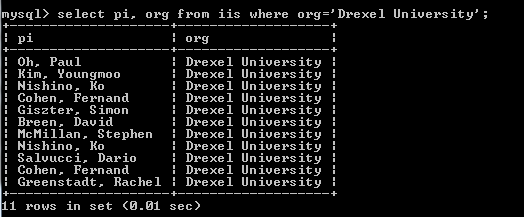 mysql> select pi, org from iis where org='Drexel University';
+--------------------+-------------------+
| pi                 | org               |
+--------------------+-------------------+
| Oh, Paul           | Drexel University |
| Kim, Youngmoo      | Drexel University |
| Nishino, Ko        | Drexel University |
| Cohen, Fernand     | Drexel University |
| Giszter, Simon     | Drexel University |
| Breen, David       | Drexel University |
| McMillan, Stephen  | Drexel University |
| Nishino, Ko        | Drexel University |
| Salvucci, Dario    | Drexel University |
| Cohen, Fernand     | Drexel University |
| Greenstadt, Rachel | Drexel University |
+--------------------+-------------------+
11 rows in set (0.01 sec)